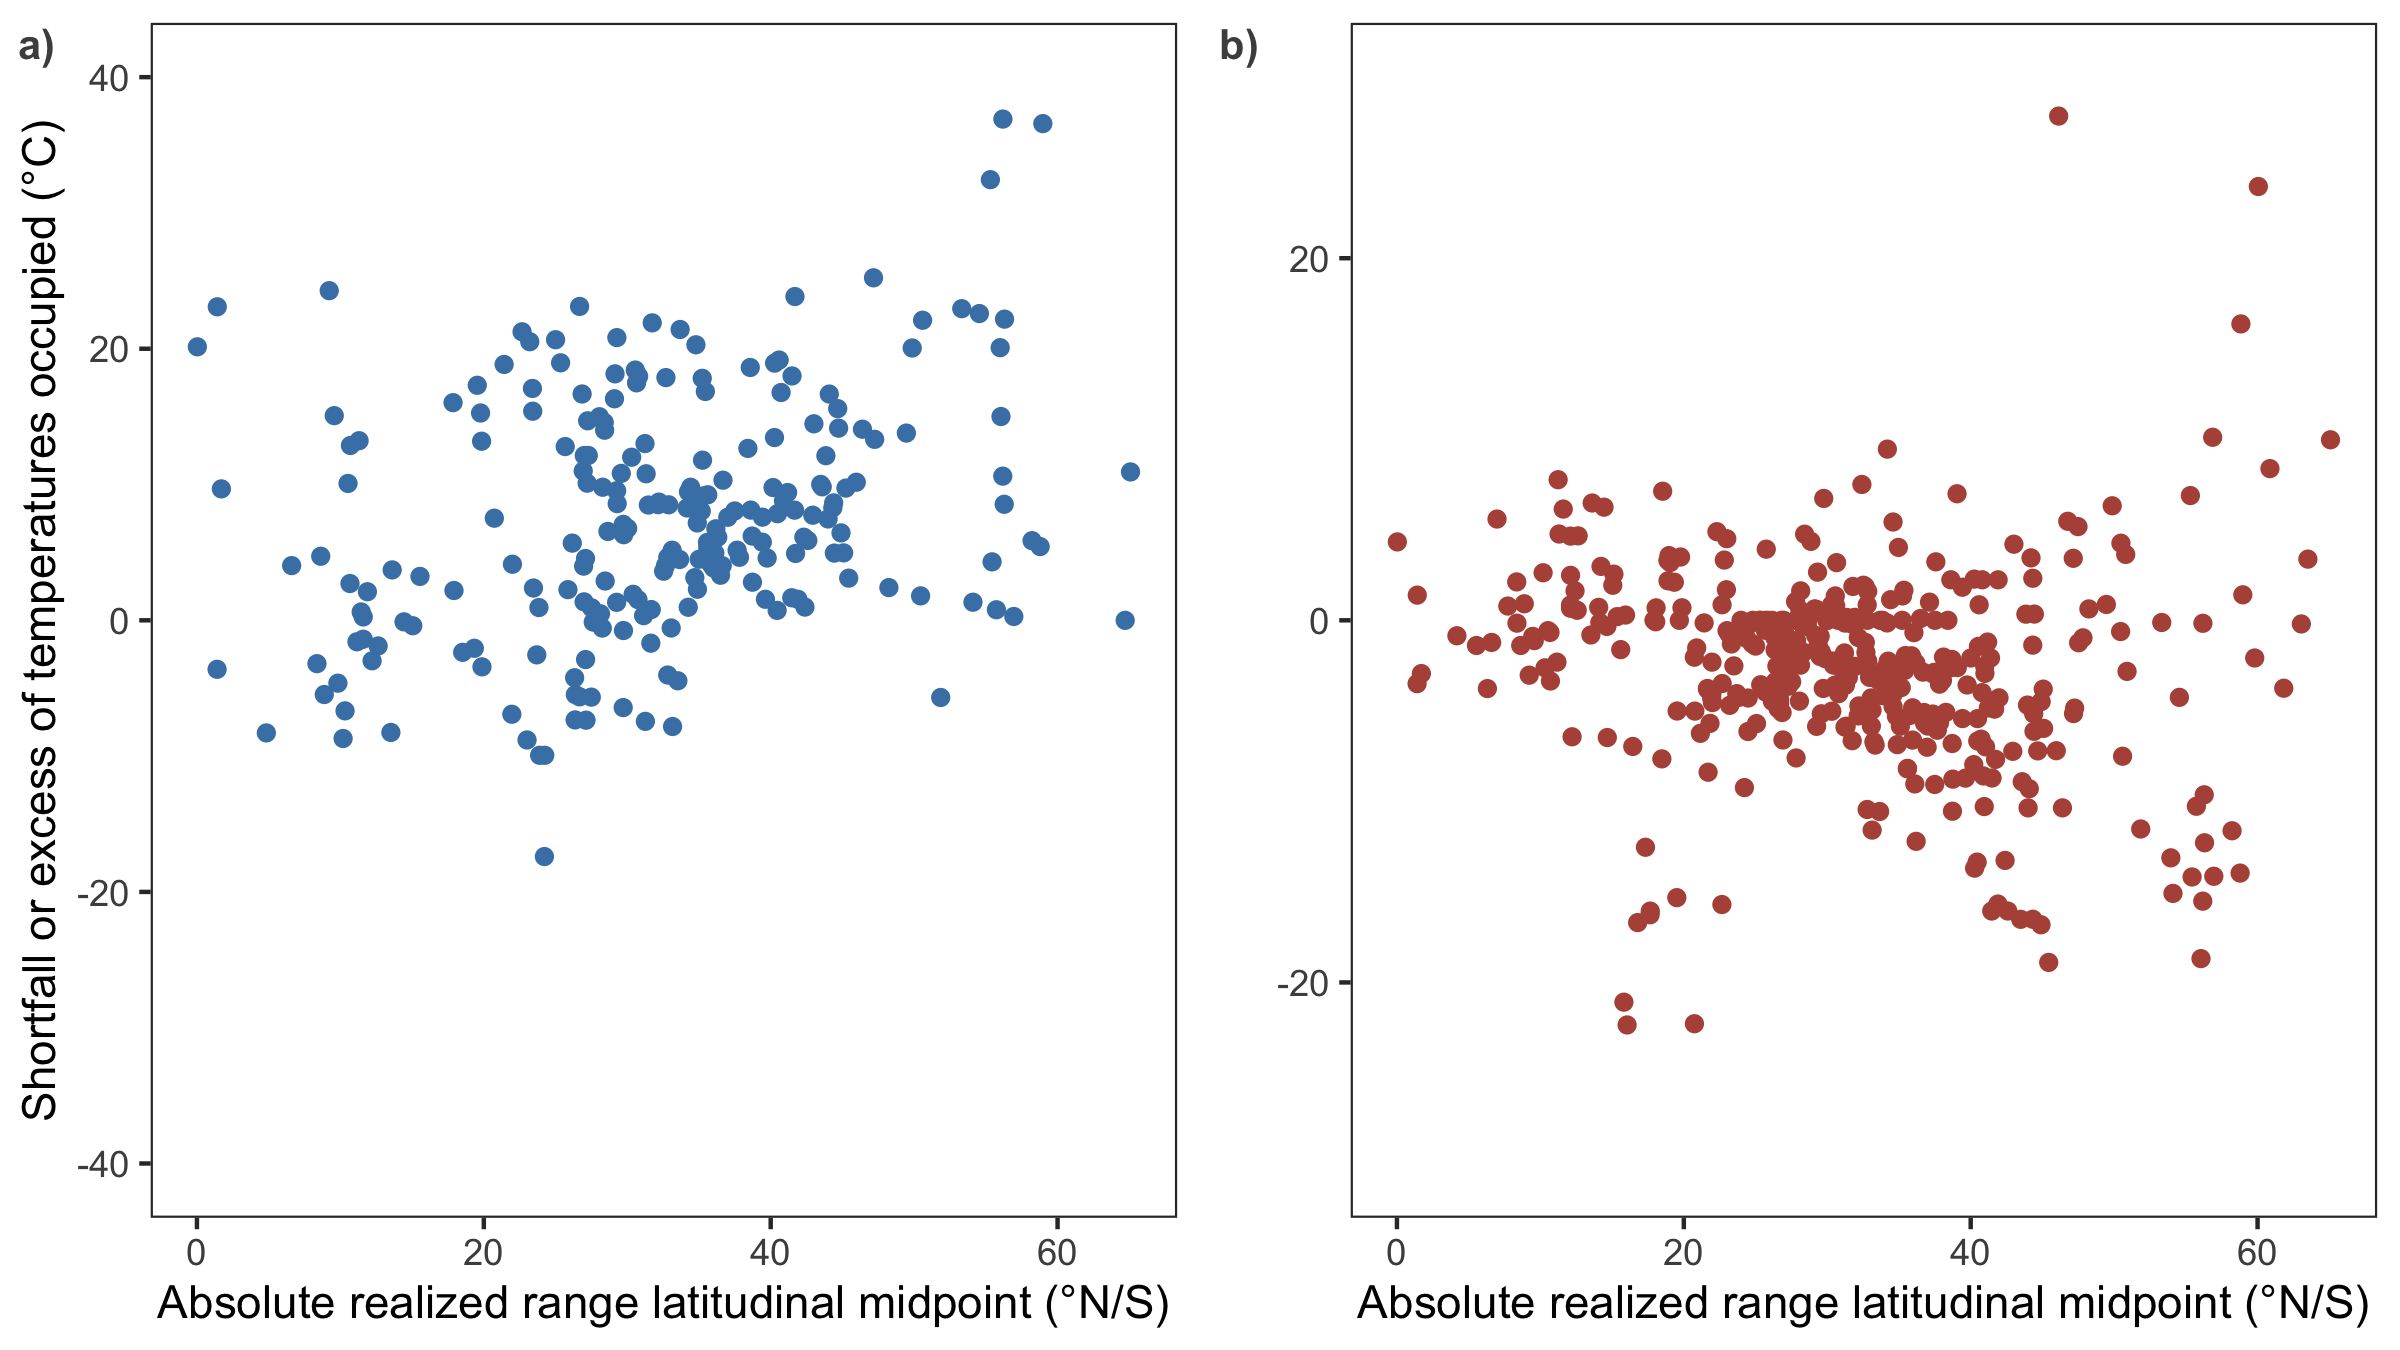 a)
Shortfall or excess of temperatures occupied (°C)
40
20
0
-20
-40
0 20 40 60
Absolute realized range latitudinal midpoint (°N/S)
b)
20
0
-20
0 20 40 60
Absolute realized range latitudinal midpoint (°N/S)